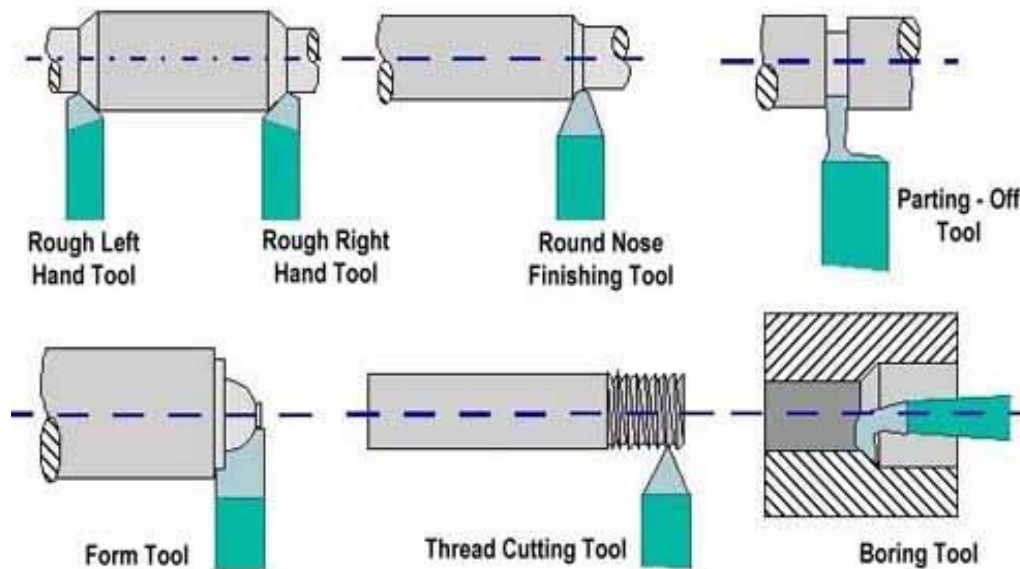 Rough Left
Hand Tool
Rough Right
Hand Tool
Round Nose
Finishing Tool
Parting - Off
Tool
Form Tool
Thread Cutting Tool
Boring Tool